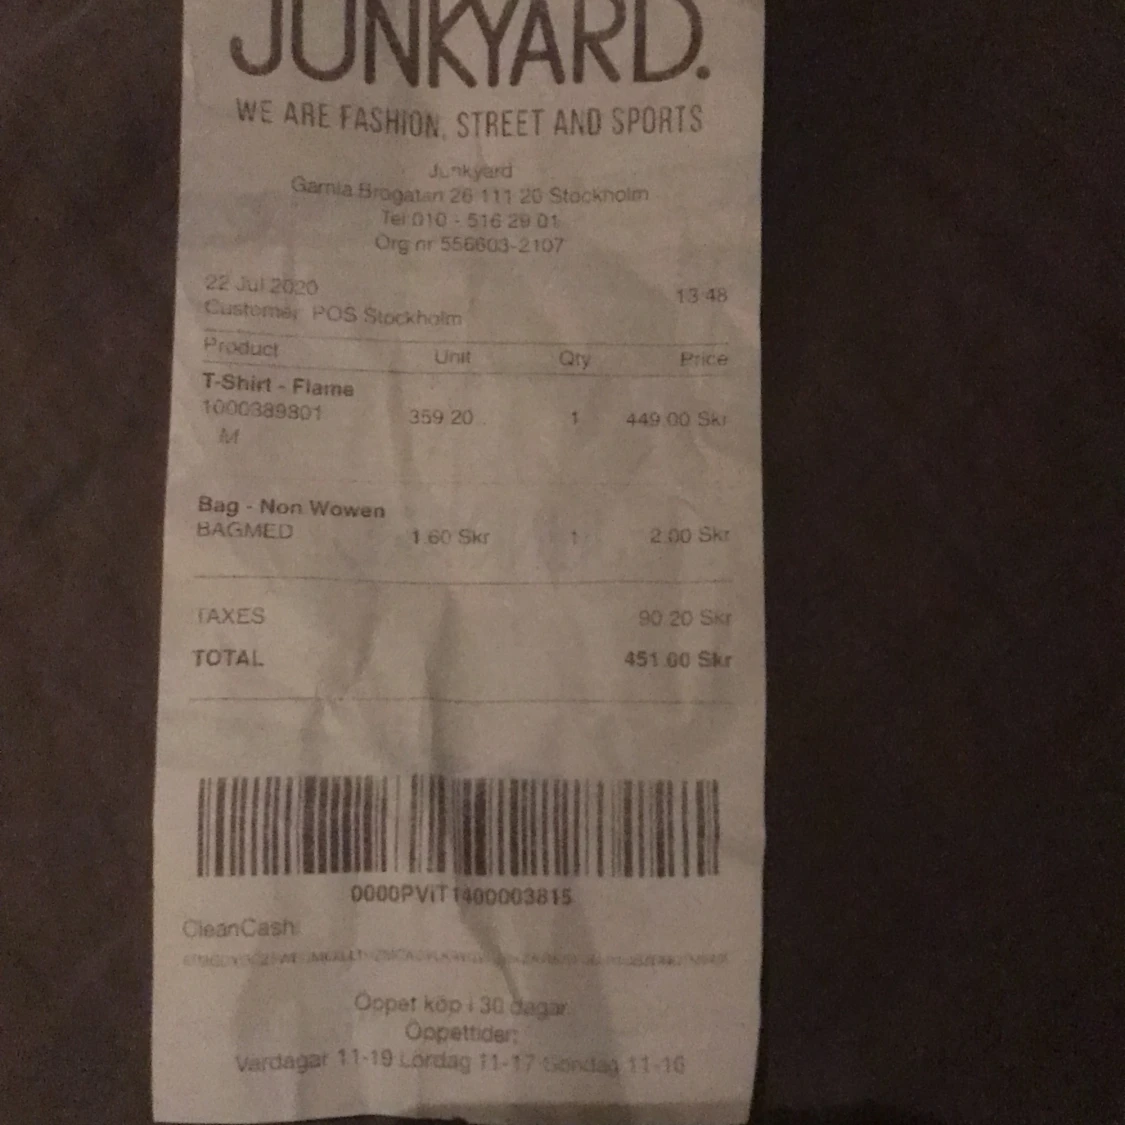 JUNKYARD.
WE ARE FASHION, STREET AND SPORTS
Junkyard
Gamla Brogatan 26 111 20 Stockholm
Tel 010 - 516 29 01
Org nr 556603-2107
22 Jul 2020 13:48
Customer POS Stockholm
Product Unit Qty Price
T-Shirt - Flame
1000389801 359.20 1 449.00 Skr
M
Bag - Non Wowen
BAGMED 1.60 Skr 1 2.00 Skr
TAXES 90.20 Skr
TOTAL 451.00 Skr
0000PViT1400003815
CleanCash:
Öppet köp i 30 dagar.
Öppettider:
Vardagar 11-19 Lördag 11-17 Söndag 11-16